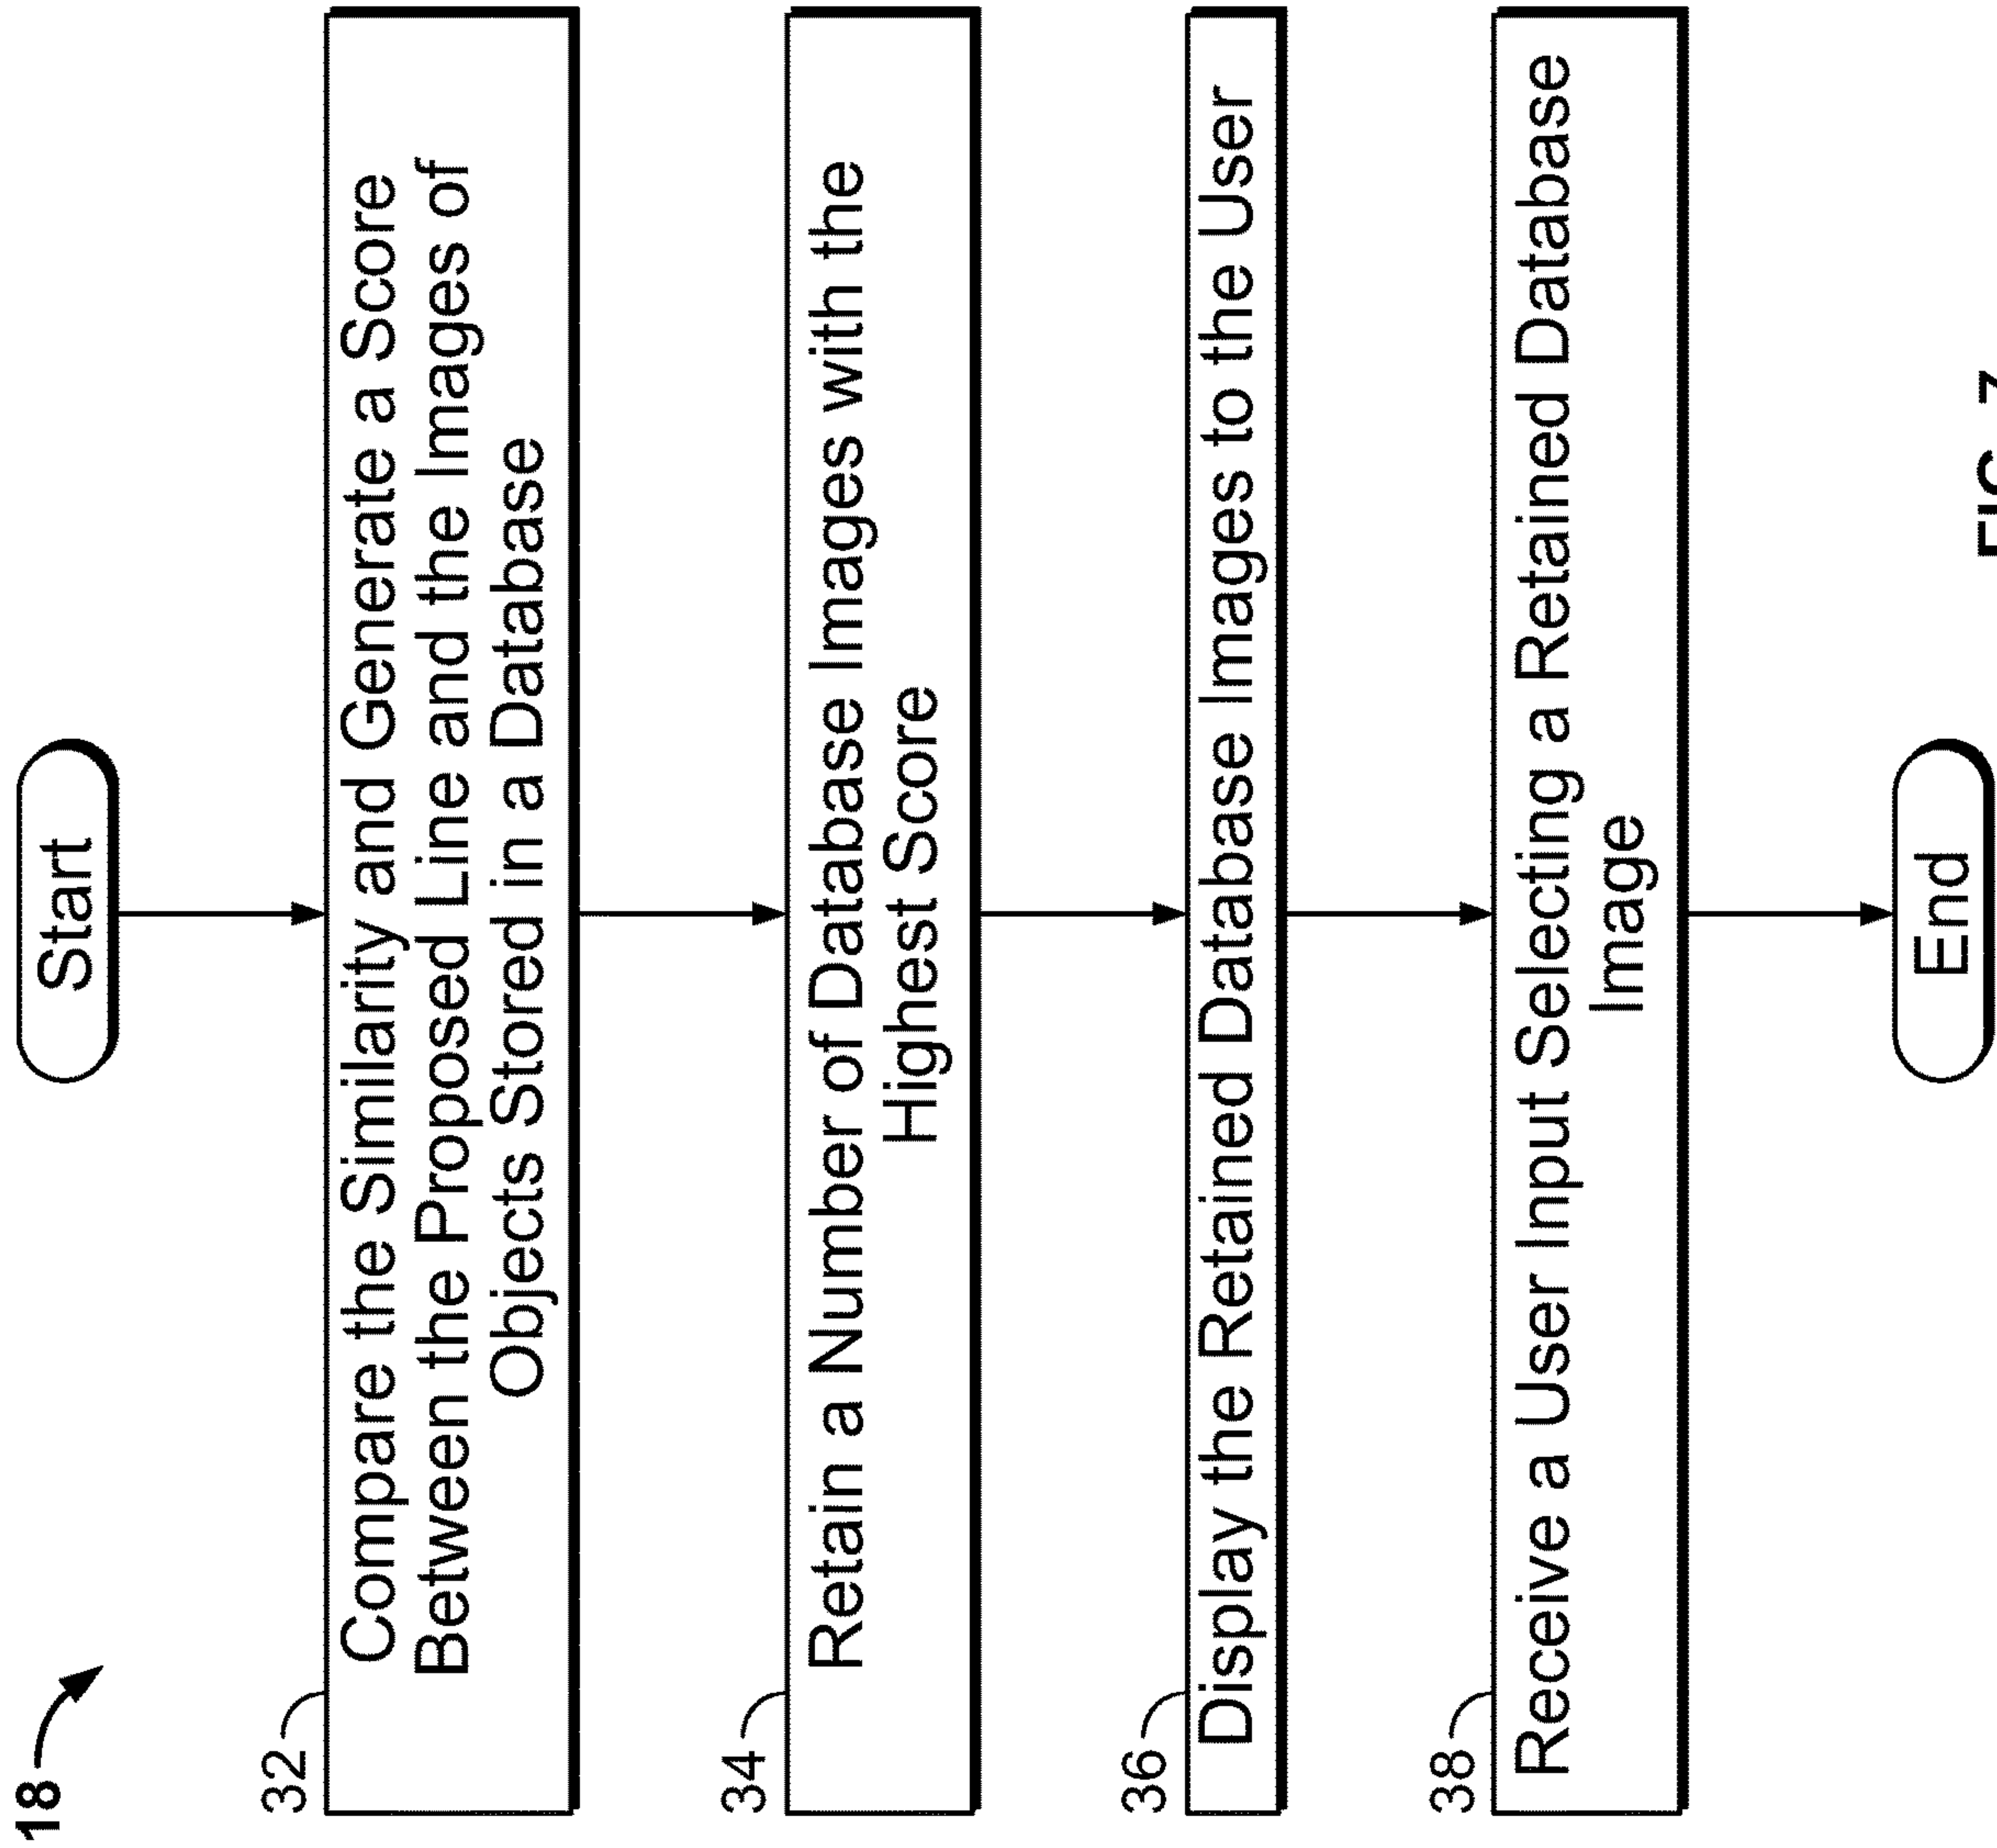 18
Start
32
Compare the Similarity and Generate a Score
Between the Proposed Line and the Images of
Objects Stored in a Database
34
Retain a Number of Database Images with the
Highest Score
36
Display the Retained Database Images to the User
38
Receive a User Input Selecting a Retained Database
Image
End